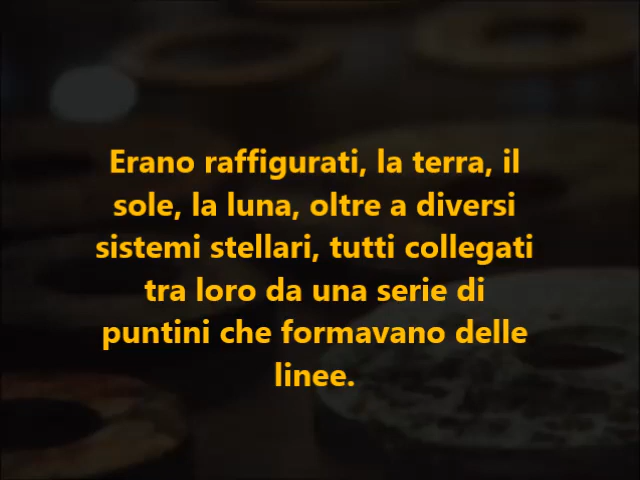 Erano raffigurati, la terra, il
sole, la luna, oltre a diversi
sistemi stellari, tutti collegati
tra loro da una serie di
puntini che formavano delle
linee.